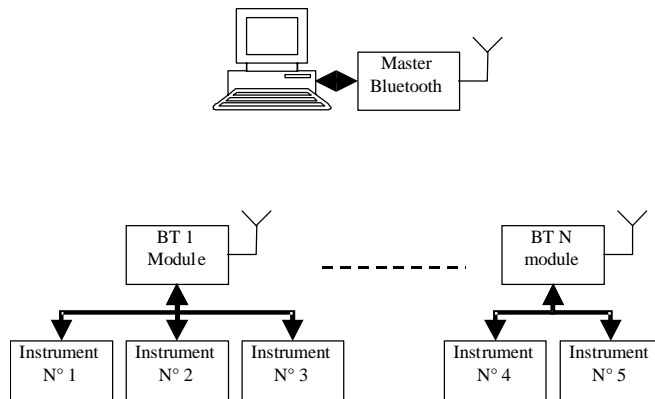 Master
Bluetooth
BT 1
Module
BT N
module
Instrument
N° 1
Instrument
N° 2
Instrument
N° 3
Instrument
N° 4
Instrument
N° 5